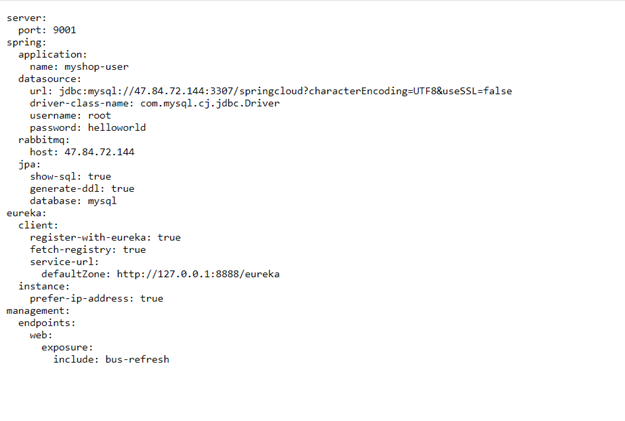 server:
  port: 9001
spring:
  application:
    name: myshop-user
  datasource:
    url: jdbc:mysql://47.84.72.144:3307/springcloud?characterEncoding=UTF8&useSSL=false
    driver-class-name: com.mysql.cj.jdbc.Driver
    username: root
    password: helloworld
  rabbitmq:
    host: 47.84.72.144
  jpa:
    show-sql: true
    generate-ddl: true
    database: mysql
eureka:
  client:
    register-with-eureka: true
    fetch-registry: true
    service-url:
      defaultZone: http://127.0.0.1:8888/eureka
  instance:
    prefer-ip-address: true
management:
  endpoints:
    web:
      exposure:
        include: bus-refresh